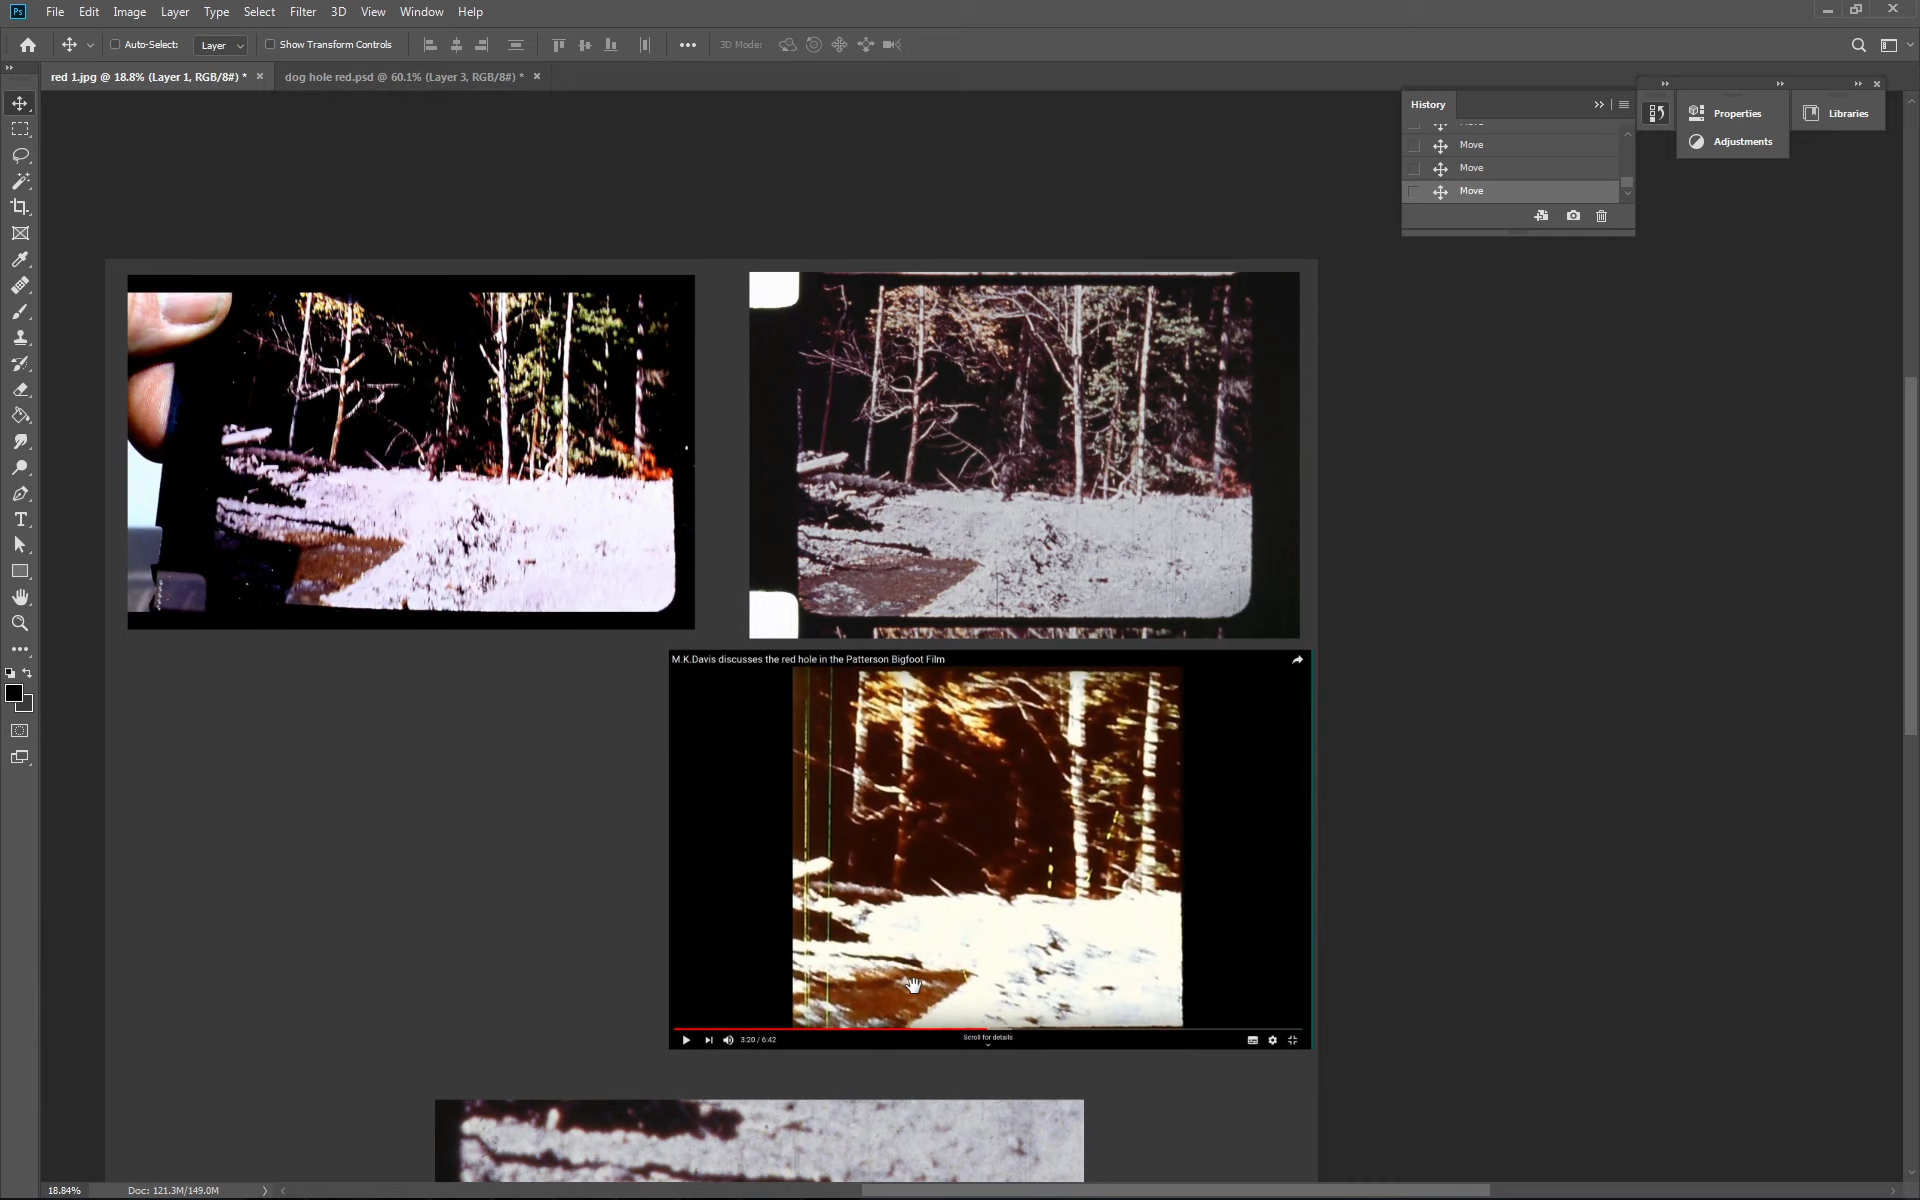 Ps File Edit Image Layer Type Select Filter 3D View Window Help
Auto-Select: Layer Show Transform Controls 3D Mode:
red 1.jpg @ 18.8% (Layer 1, RGB/8#) * dog hole red.psd @ 60.1% (Layer 3, RGB/8#) *
History
Properties
Libraries
Adjustments
Move
Move
Move
M.K.Davis discusses the red hole in the Patterson Bigfoot Film
3:20 / 6:42
Scroll for details
18.84% Doc: 121.3M/149.0M